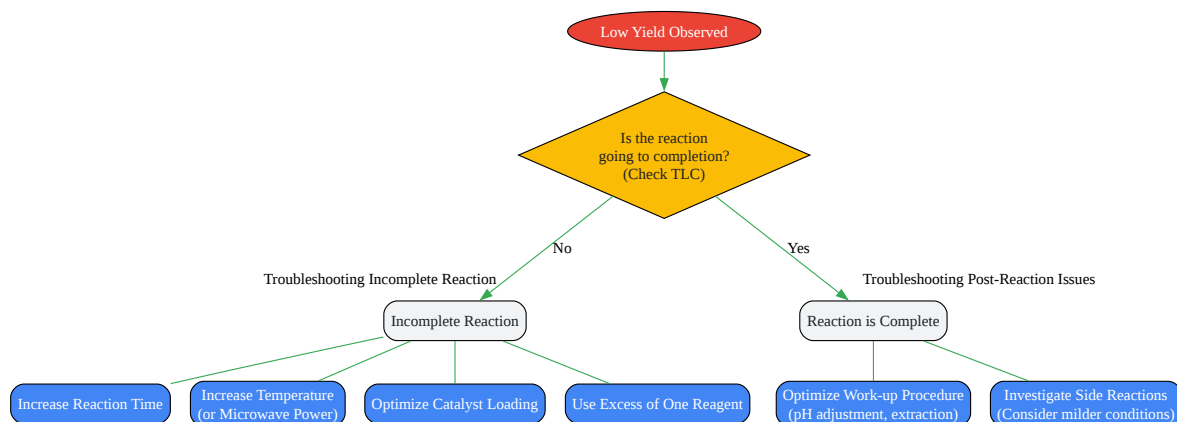 Low Yield Observed
Is the reaction
going to completion?
(Check TLC)
No
Yes
Troubleshooting Incomplete Reaction
Troubleshooting Post-Reaction Issues
Incomplete Reaction
Reaction is Complete
Increase Reaction Time
Increase Temperature
(or Microwave Power)
Optimize Catalyst Loading
Use Excess of One Reagent
Optimize Work-up Procedure
(pH adjustment, extraction)
Investigate Side Reactions
(Consider milder conditions)